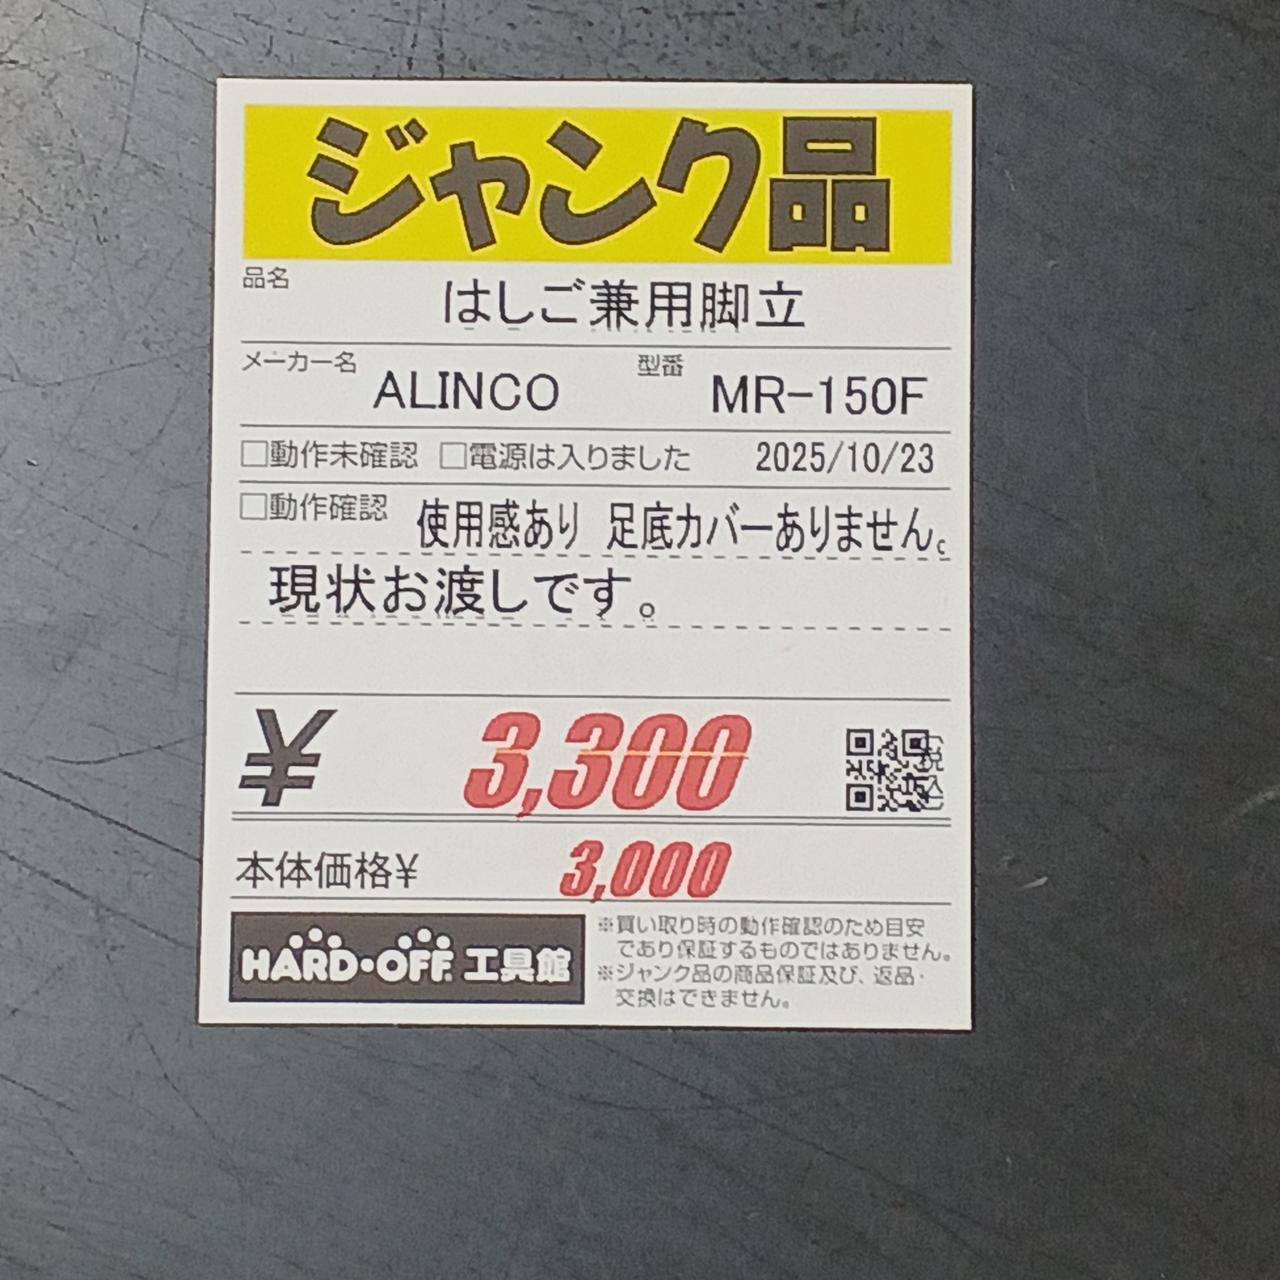 ジャンク品
品名
はしご兼用脚立
メーカー名 ALINCO 型番 MR-150F
□動作未確認 □電源は入りました 2025/10/23
□動作確認 使用感あり 足底カバーありません。
現状お渡しです。
¥ 3,300 税込
本体価格¥ 3,000
HARD・OFF 工具館
※買い取り時の動作確認のため目安
であり保証するものではありません。
※ジャンク品の商品保証及び、返品・
交換はできません。